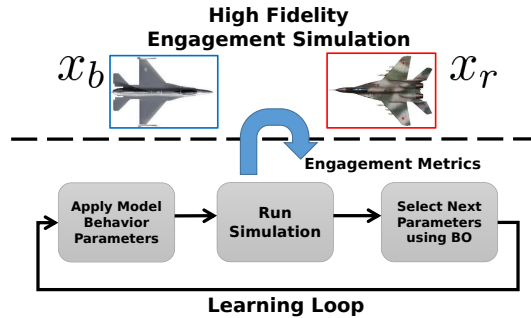 High Fidelity
Engagement Simulation
x_b
x_r
Engagement Metrics
Apply Model
Behavior
Parameters
Run
Simulation
Select Next
Parameters
using BO
Learning Loop